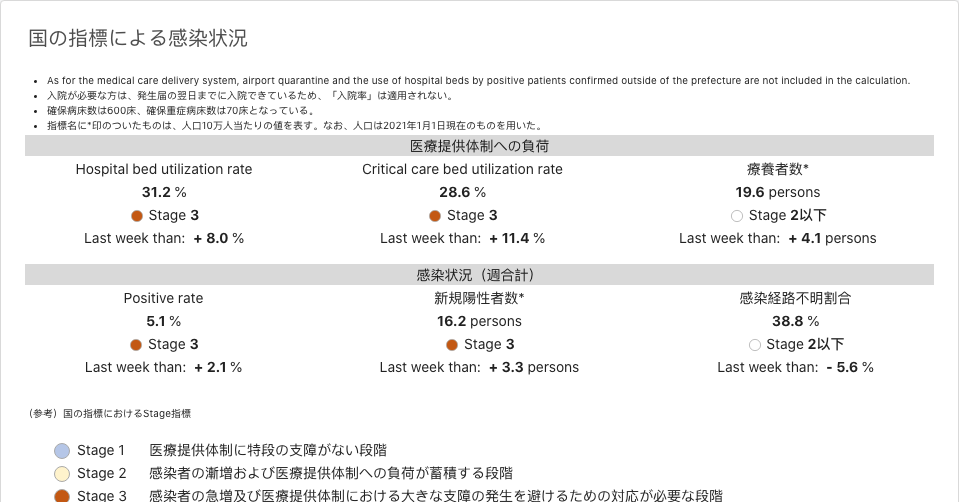 国の指標による感染状況
• As for the medical care delivery system, airport quarantine and the use of hospital beds by positive patients confirmed outside of the prefecture are not included in the calculation.
• 入院が必要な方は、発生届の翌日までに入院できているため、「入院率」は適用されない。
• 確保病床数は600床、確保重症病床数は70床となっている。
• 指標名に*印のついたものは、人口10万人当たりの値を表す。なお、人口は2021年1月1日現在のものを用いた。
医療提供体制への負荷
Hospital bed utilization rate Critical care bed utilization rate 療養者数*
31.2 % 28.6 % 19.6 persons
Stage 3 Stage 3 Stage 2以下
Last week than: + 8.0 % Last week than: + 11.4 % Last week than: + 4.1 persons
感染状況（週合計）
Positive rate 新規陽性者数* 感染経路不明割合
5.1 % 16.2 persons 38.8 %
Stage 3 Stage 3 Stage 2以下
Last week than: + 2.1 % Last week than: + 3.3 persons Last week than: - 5.6 %
(参考) 国の指標におけるStage指標
Stage 1 医療提供体制に特段の支障がない段階
Stage 2 感染者の漸増および医療提供体制への負荷が蓄積する段階
Stage 3 感染者の急増及び医療提供体制における大きな支障の発生を避けるための対応が必要な段階